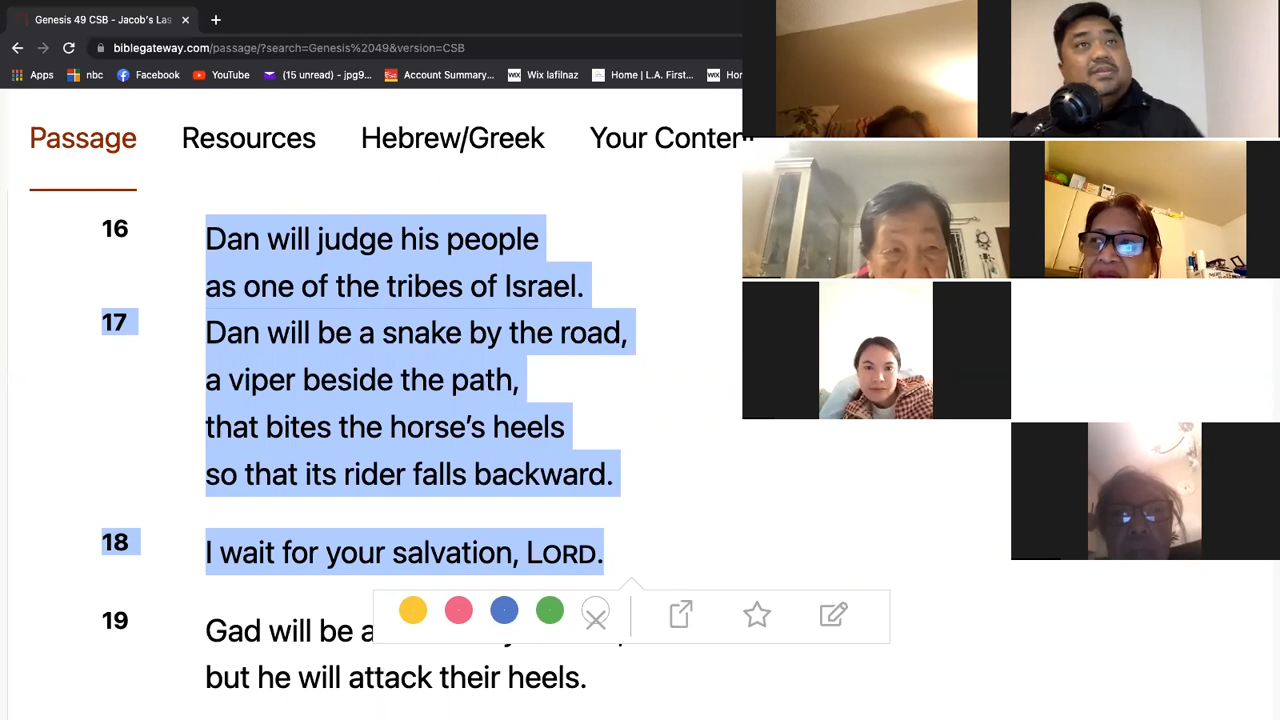 Genesis 49 CSB - Jacob's Las
biblegateway.com/passage/?search=Genesis%2049&version=CSB
Apps nbc Facebook YouTube (15 unread) - jpg9... Account Summary... Wix lafilnaz Home | L.A. First... Hor
Passage Resources Hebrew/Greek Your Content
16 Dan will judge his people
as one of the tribes of Israel.
17 Dan will be a snake by the road,
a viper beside the path,
that bites the horse's heels
so that its rider falls backward.
18 I wait for your salvation, LORD.
19 Gad will be a
but he will attack their heels.